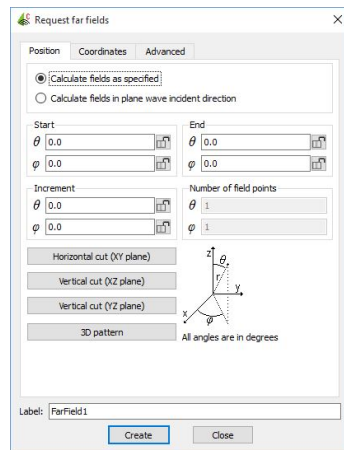 Request far fields
Position Coordinates Advanced
Calculate fields as specified
Calculate fields in plane wave incident direction
Start End
θ 0.0 θ 0.0
φ 0.0 φ 0.0
Increment Number of field points
θ 0.0 θ 1
φ 0.0 φ 1
Horizontal cut (XY plane)
Vertical cut (XZ plane)
Vertical cut (YZ plane)
3D pattern
z θ
r
y
x φ
All angles are in degrees
Label: FarField1
Create Close